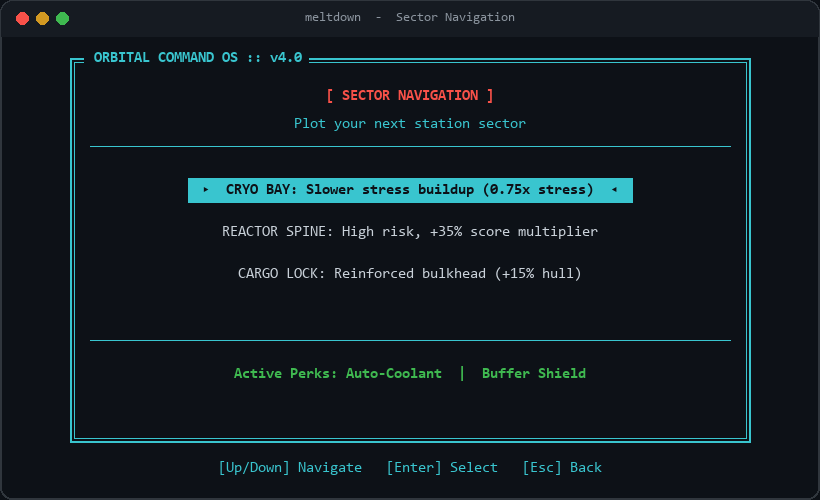 meltdown  -  Sector Navigation
ORBITAL COMMAND OS :: v4.0
[ SECTOR NAVIGATION ]
Plot your next station sector
▸  CRYO BAY: Slower stress buildup (0.75x stress)  ◂
REACTOR SPINE: High risk, +35% score multiplier
CARGO LOCK: Reinforced bulkhead (+15% hull)
Active Perks: Auto-Coolant  |  Buffer Shield
[Up/Down] Navigate   [Enter] Select   [Esc] Back